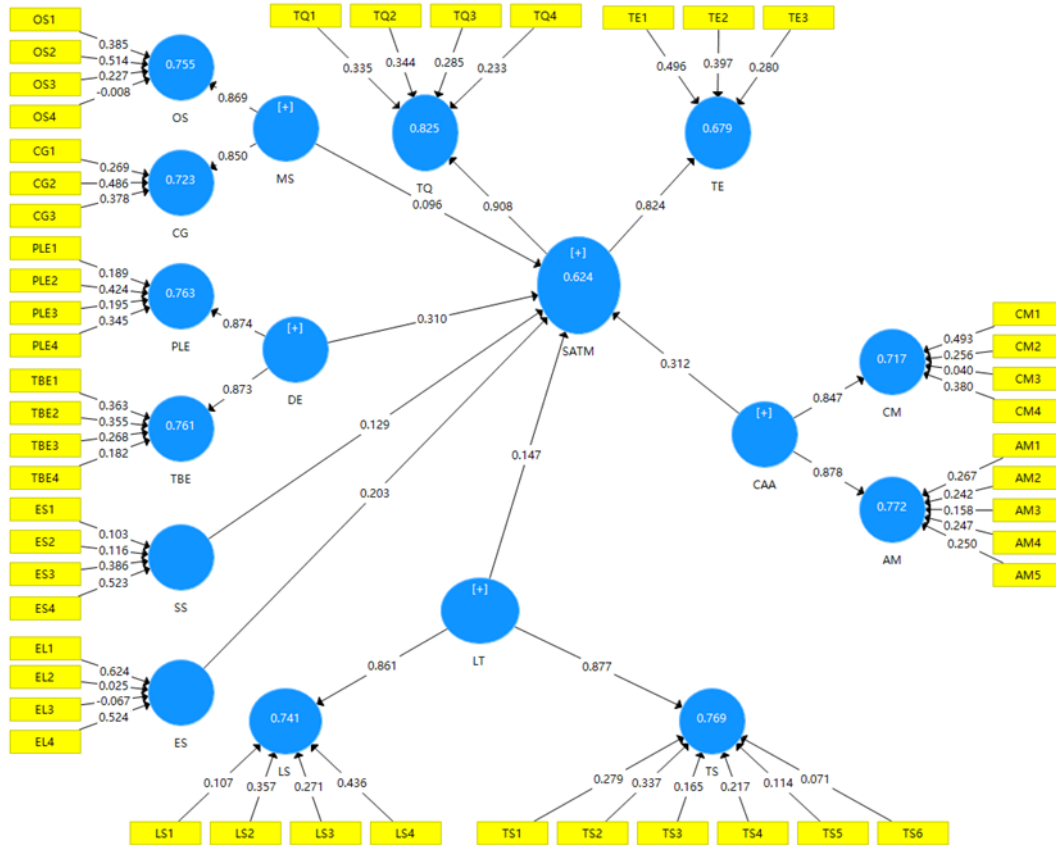 OS1
OS2
OS3
OS4
0.385
0.514
0.227
-0.008
0.755
OS
CG1
CG2
CG3
0.269
0.486
0.378
0.723
CG
0.869
0.850
[+]
MS
0.096
PLE1
PLE2
PLE3
PLE4
0.189
0.424
0.195
0.345
0.763
PLE
TBE1
TBE2
TBE3
TBE4
0.363
0.355
0.268
0.182
0.761
TBE
0.874
0.873
[+]
DE
0.310
ES1
ES2
ES3
ES4
0.103
0.116
0.386
0.523
SS
0.129
EL1
EL2
EL3
EL4
0.624
0.025
-0.067
0.524
ES
0.203
TQ1 TQ2 TQ3 TQ4
0.335 0.344 0.285 0.233
0.825
TQ
0.908
TE1 TE2 TE3
0.496 0.397 0.280
0.679
TE
0.824
[+]
0.624
SATM
0.312
[+]
CAA
0.847
0.878
0.717
CM
CM1
CM2
CM3
CM4
0.493
0.256
0.040
0.380
0.772
AM
AM1
AM2
AM3
AM4
AM5
0.267
0.242
0.158
0.247
0.250
0.147
[+]
LT
0.861
0.877
0.741
LS
0.107 0.357 0.271 0.436
LS1 LS2 LS3 LS4
0.769
TS
0.279 0.337 0.165 0.217 0.114 0.071
TS1 TS2 TS3 TS4 TS5 TS6